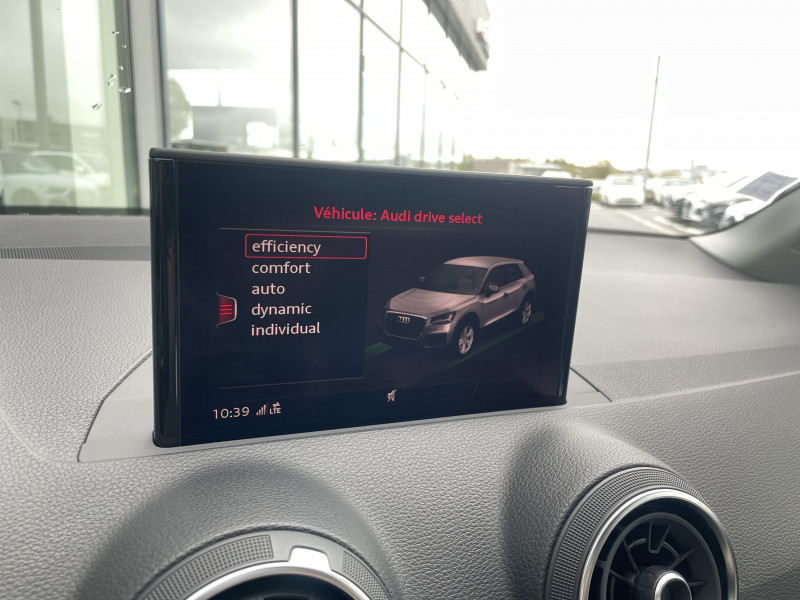 Véhicule: Audi drive select
efficiency
comfort
auto
dynamic
individual
10:39 LTE